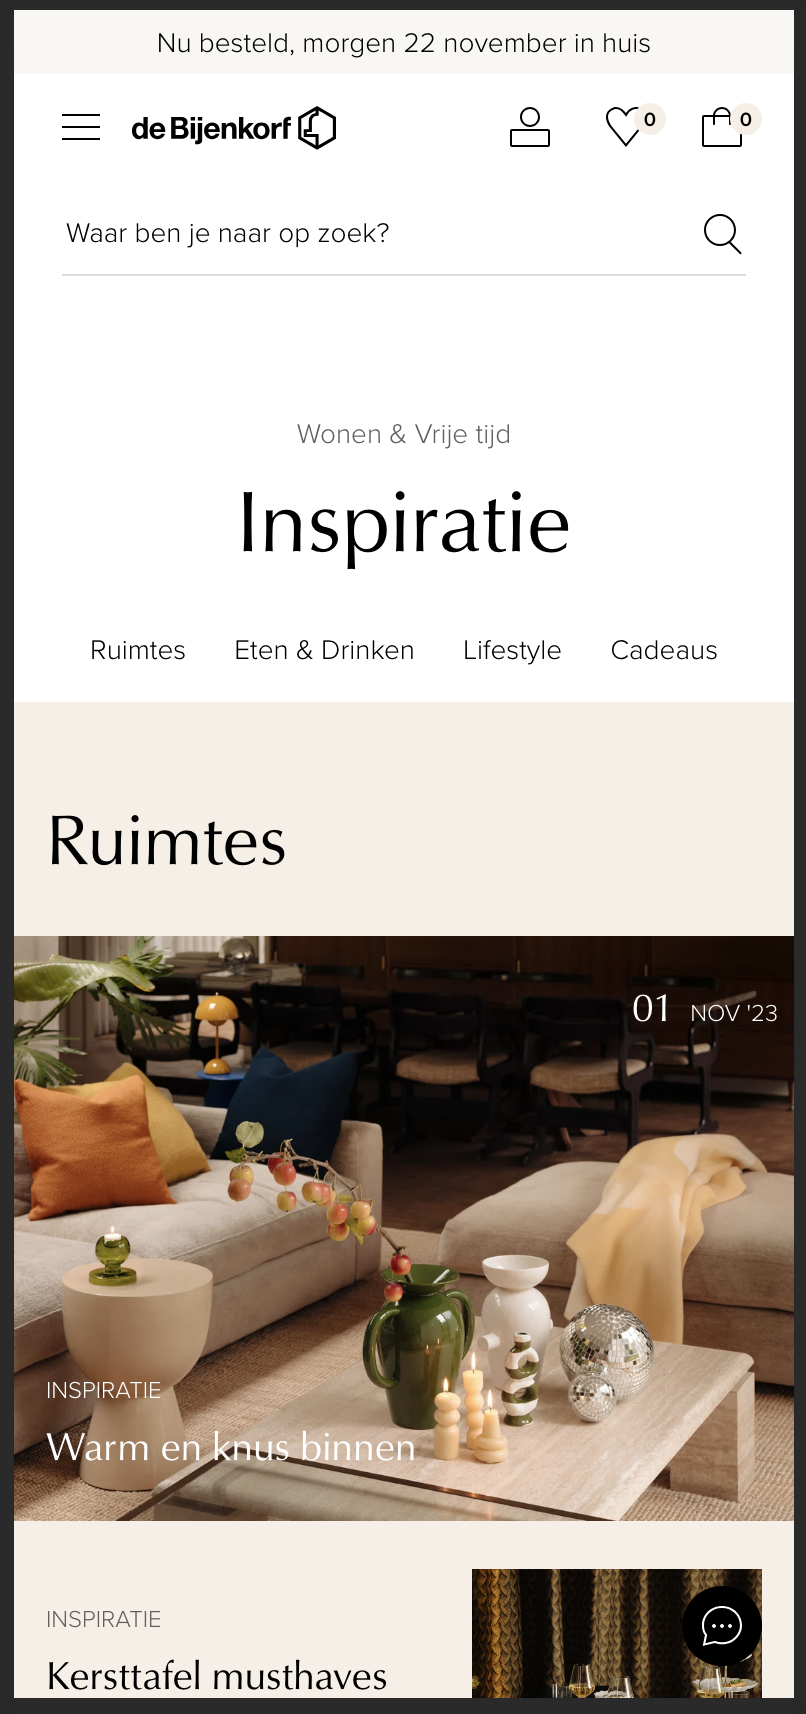 Nu besteld, morgen 22 november in huis
de Bijenkorf
0
0
Waar ben je naar op zoek?
Wonen & Vrije tijd
Inspiratie
Ruimtes Eten & Drinken Lifestyle Cadeaus
Ruimtes
01 NOV '23
INSPIRATIE
Warm en knus binnen
INSPIRATIE
Kersttafel musthaves